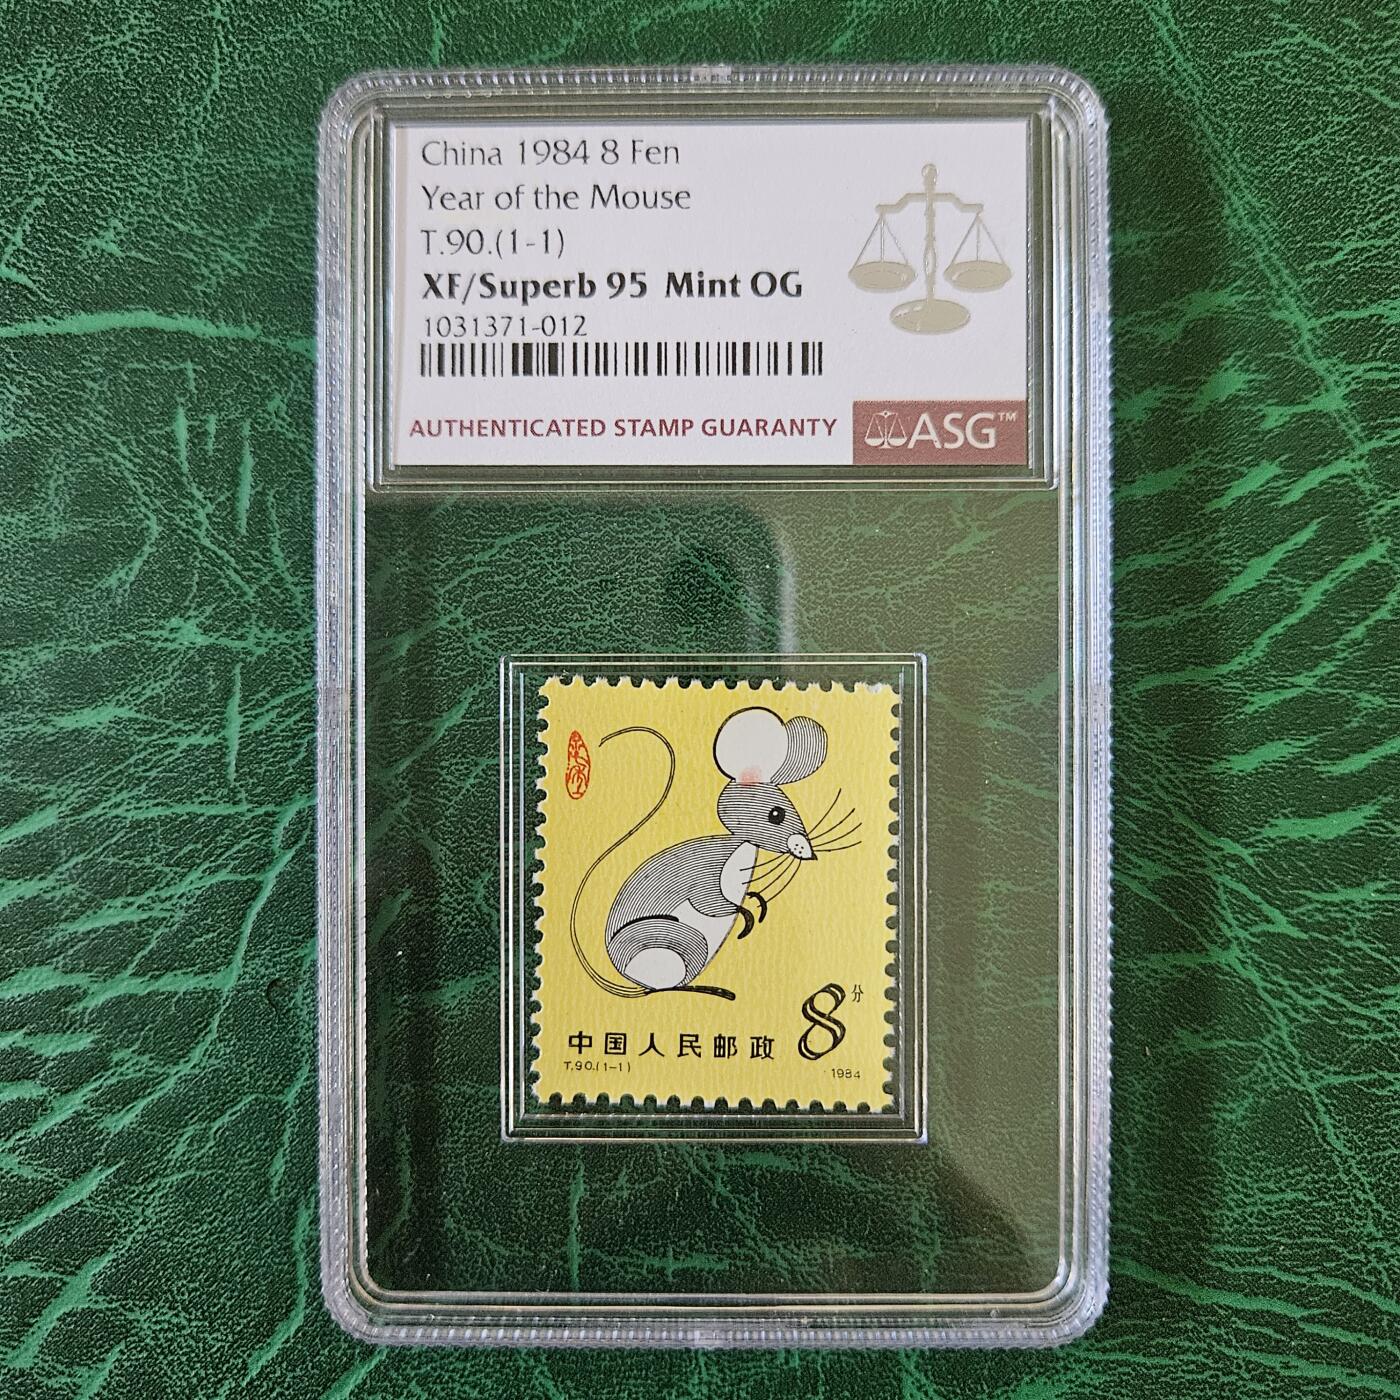 China 1984 8 Fen
Year of the Mouse
T.90.(1-1)
XF/Superb 95 Mint OG
1031371-012
AUTHENTICATED STAMP GUARANTY
ASG™
8分
中国人民邮政
T.90.(1-1)
1984